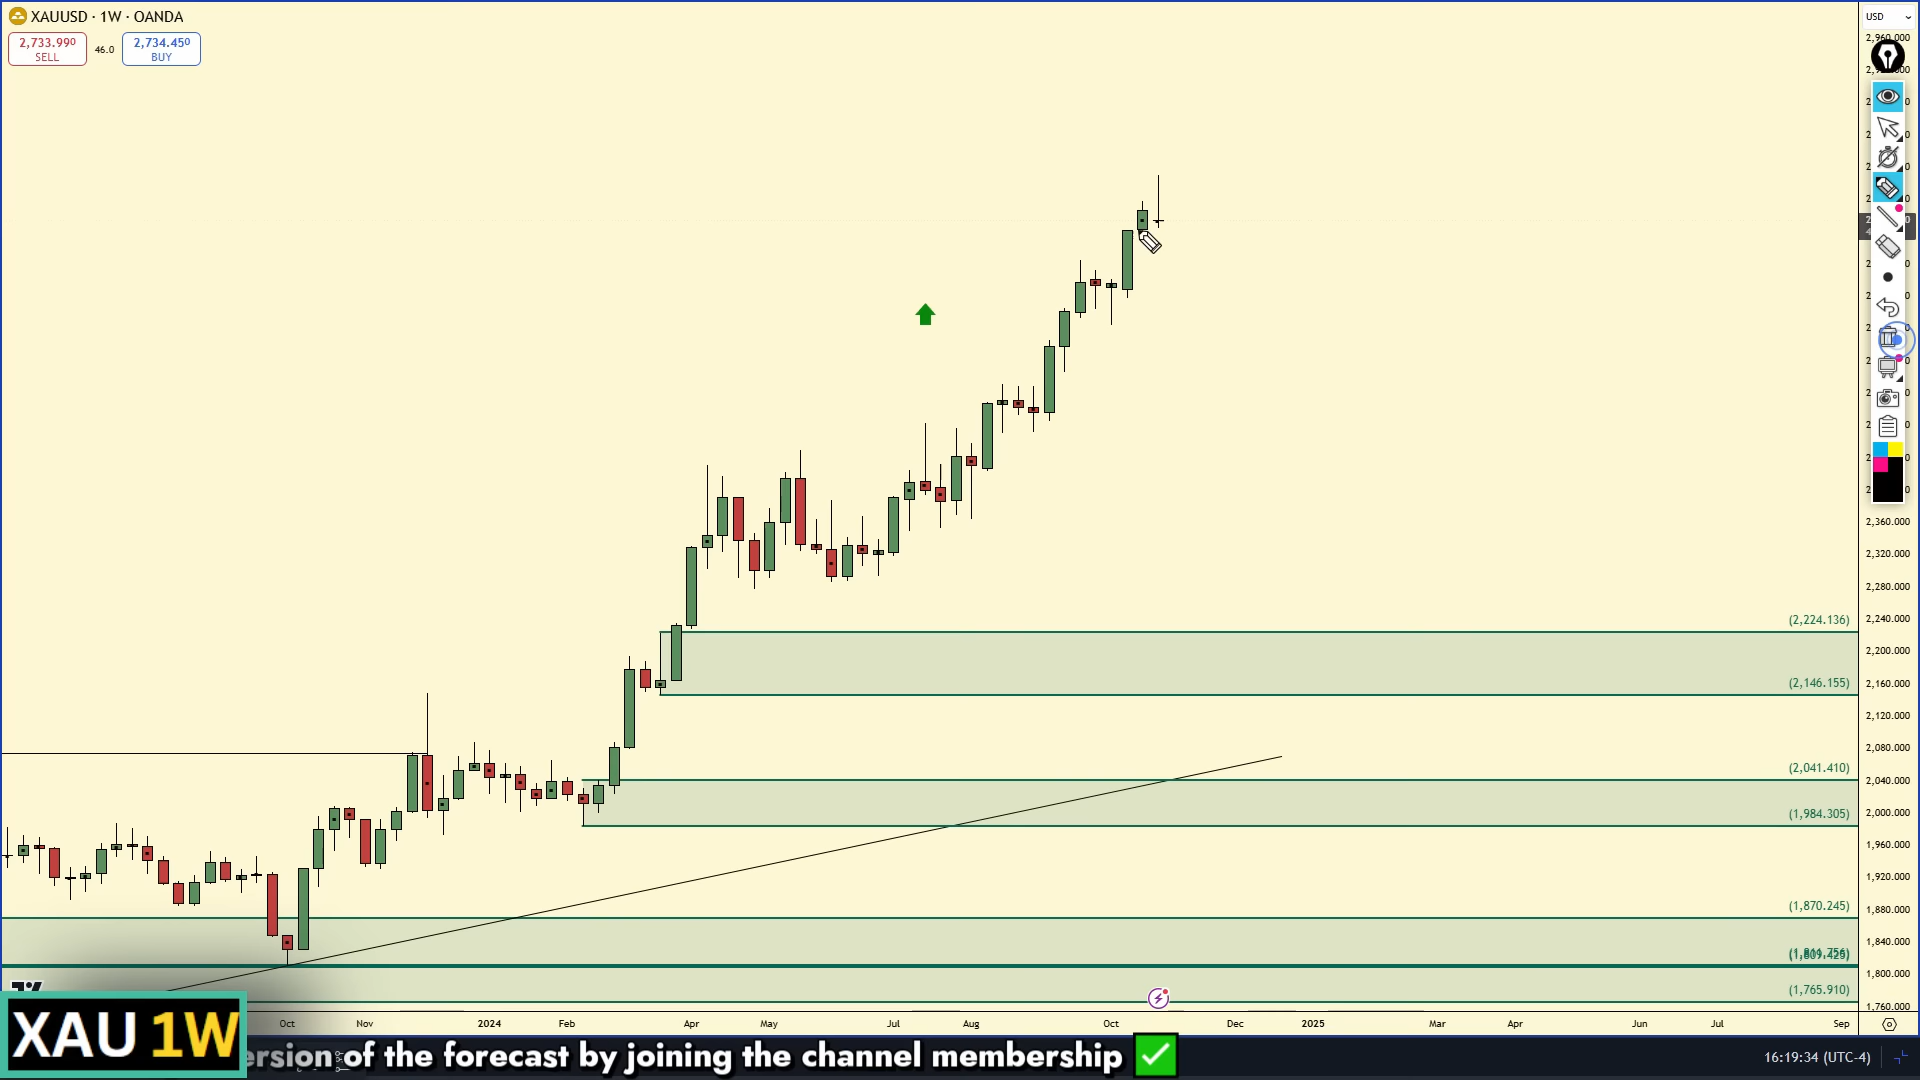 XAUUSD · 1W · OANDA
USD
2,733.990
SELL
46.0
2,734.450
BUY
2,960.000
2,360.000
2,320.000
2,280.000
2,240.000
2,200.000
2,160.000
2,120.000
2,080.000
2,040.000
2,000.000
1,960.000
1,920.000
1,880.000
1,840.000
1,800.000
1,760.000
(2,224.136)
(2,146.155)
(2,041.410)
(1,984.305)
(1,870.245)
(1,765.910)
Oct
Nov
2024
Feb
Apr
May
Jul
Aug
Oct
Dec
2025
Mar
Apr
Jun
Jul
Sep
XAU 1W
of the forecast by joining the channel membership
16:19:34 (UTC-4)